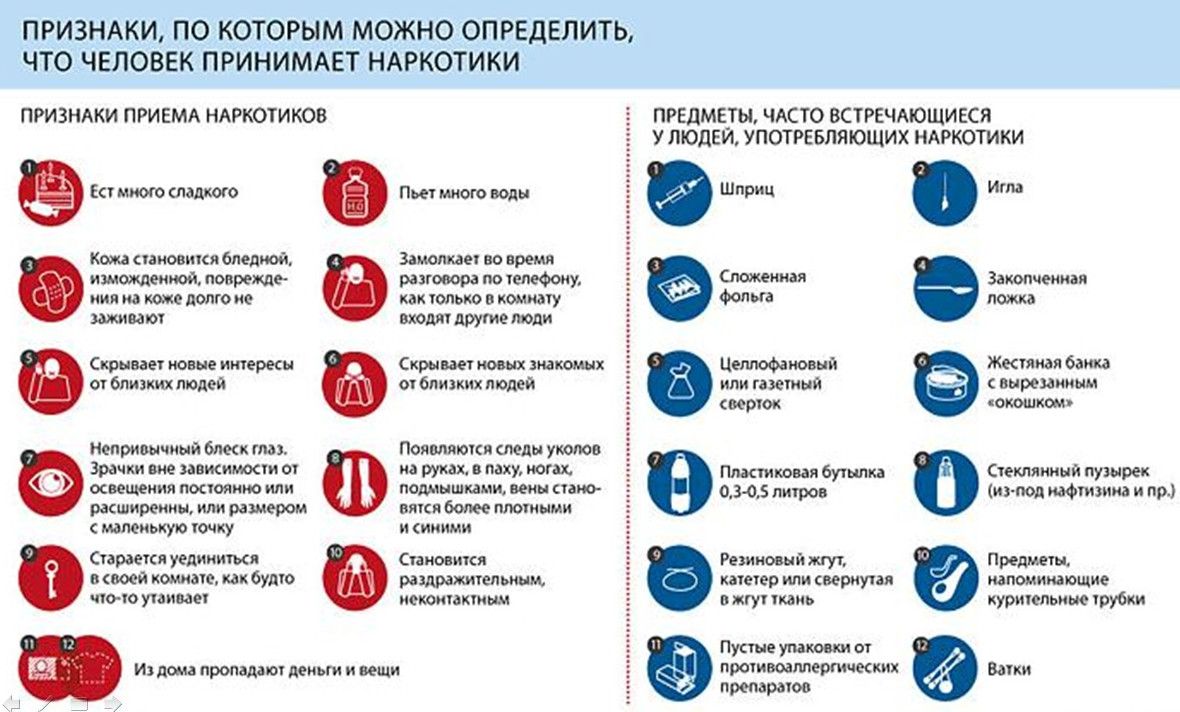 ПРИЗНАКИ, ПО КОТОРЫМ МОЖНО ОПРЕДЕЛИТЬ,
ЧТО ЧЕЛОВЕК ПРИНИМАЕТ НАРКОТИКИ
ПРИЗНАКИ ПРИЕМА НАРКОТИКОВ
1
Ест много сладкого
2
H2O
Пьет много воды
3
Кожа становится бледной,
изможденной, поврежде-
ния на коже долго не
заживают
4
Замолкает во время
разговора по телефону,
как только в комнату
входят другие люди
5
Скрывает новые интересы
от близких людей
6
Скрывает новых знакомых
от близких людей
7
Непривычный блеск глаз.
Зрачки вне зависимости от
освещения постоянно или
расширенны, или размером
с маленькую точку
8
Появляются следы уколов
на руках, в паху, ногах,
подмышками, вены стано-
вятся более плотными
и синими
9
Старается уединиться
в своей комнате, как будто
что-то утаивает
10
Становится
раздражительным,
неконтактным
11
12
Из дома пропадают деньги и вещи
ПРЕДМЕТЫ, ЧАСТО ВСТРЕЧАЮЩИЕСЯ
У ЛЮДЕЙ, УПОТРЕБЛЯЮЩИХ НАРКОТИКИ
1
Шприц
2
Игла
3
Сложенная
фольга
4
Закопченная
ложка
5
Целлофановый
или газетный
сверток
6
Жестяная банка
с вырезанным
«окошком»
7
Пластиковая бутылка
0,3-0,5 литров
8
Стеклянный пузырек
(из-под нафтизина и пр.)
9
Резиновый жгут,
катетер или свернутая
в жгут ткань
10
Предметы,
напоминающие
курительные трубки
11
Пустые упаковки от
противоаллергических
препаратов
12
Ватки